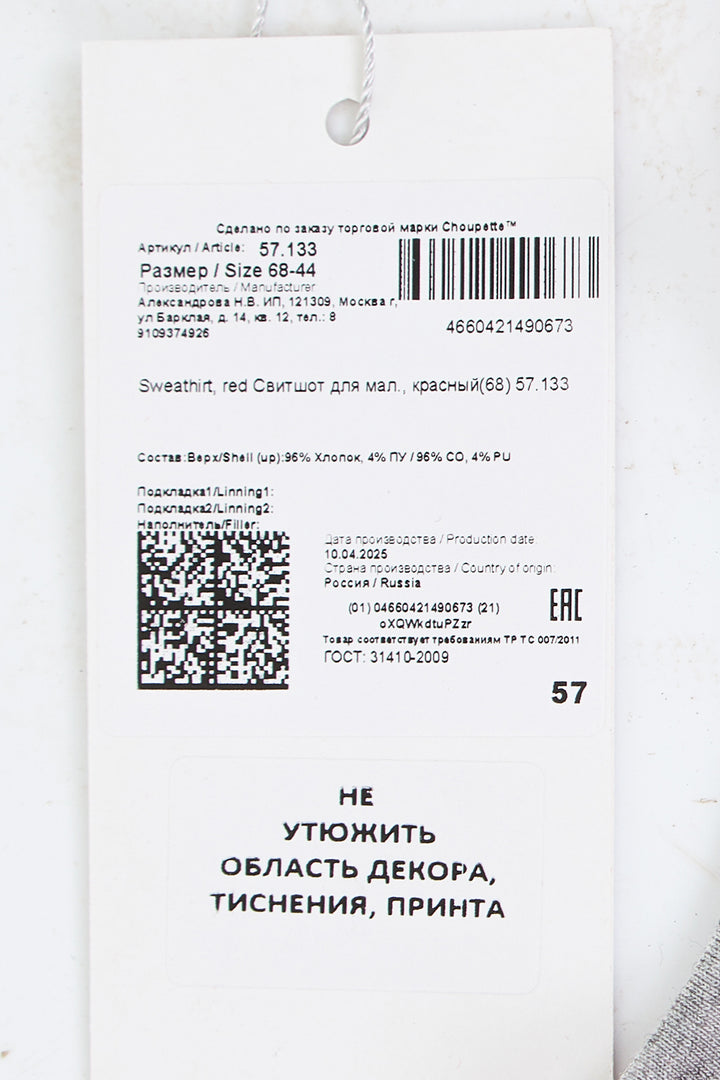 Сделано по заказу торговой марки Choupette™
Артикул / Article: 57.133
Размер / Size 68-44
Производитель / Manufacturer
Александрова Н.В. ИП, 121309, Москва г,
ул Барклая, д. 14, кв. 12, тел.: 8
9109374926
4660421490673
Sweathirt, red Свитшот для мал., красный(68) 57.133
Состав:Верх/Shell (up):96% Хлопок, 4% ПУ / 96% CO, 4% PU
Подкладка1/Linning1:
Подкладка2/Linning2:
Наполнитель/Filler:
Дата производства / Production date:
10.04.2025
Страна производства / Country of origin:
Россия / Russia
(01) 04660421490673 (21)
oXQWkdtuPZzr
EAC
Товар соответствует требованиям ТР ТС 007/2011
ГОСТ: 31410-2009
57
НЕ
УТЮЖИТЬ
ОБЛАСТЬ ДЕКОРА,
ТИСНЕНИЯ, ПРИНТА